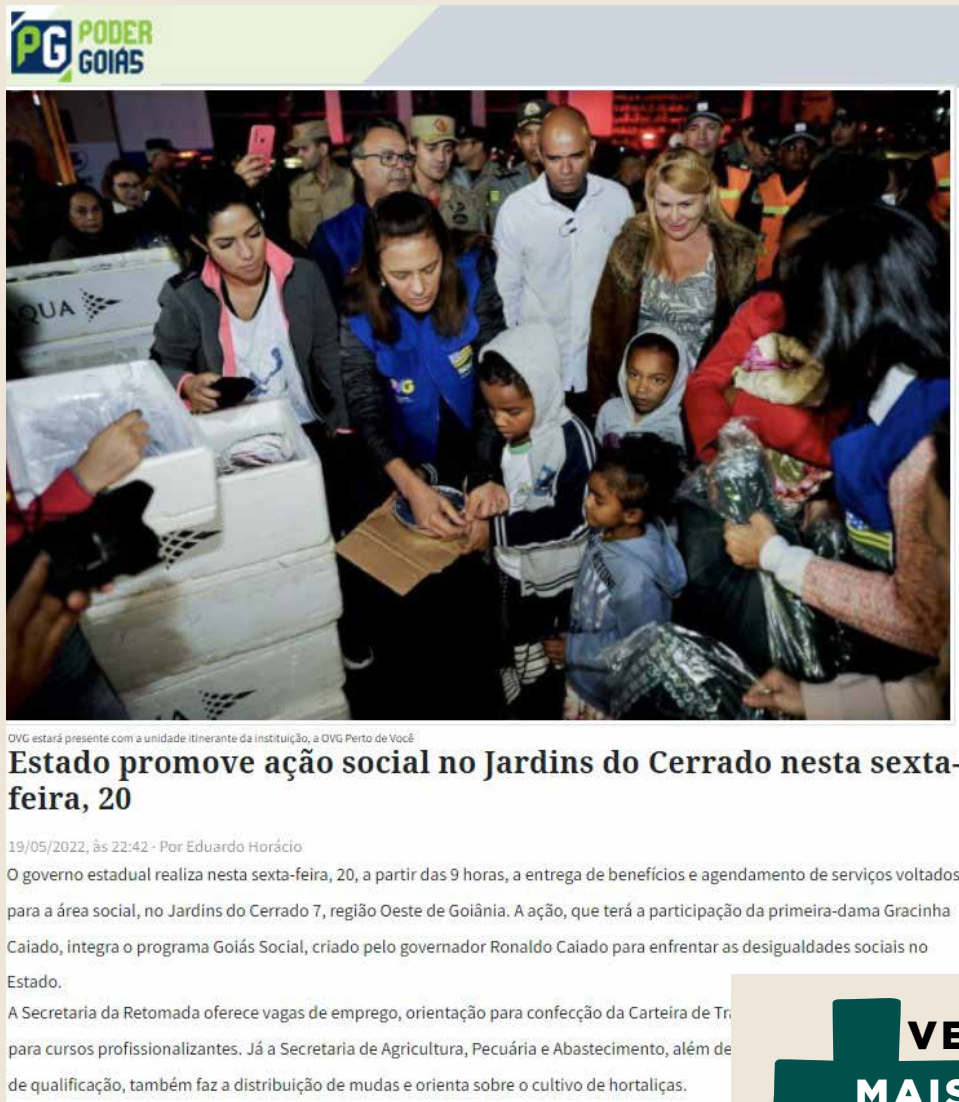 PG PODER
GOIÁS
QUA
OVG estará presente com a unidade itinerante da instituição, a OVG Perto de Você
Estado promove ação social no Jardins do Cerrado nesta sexta-
feira, 20
19/05/2022, às 22:42 - Por Eduardo Horácio
O governo estadual realiza nesta sexta-feira, 20, a partir das 9 horas, a entrega de benefícios e agendamento de serviços voltados
para a área social, no Jardins do Cerrado 7, região Oeste de Goiânia. A ação, que terá a participação da primeira-dama Gracinha
Caiado, integra o programa Goiás Social, criado pelo governador Ronaldo Caiado para enfrentar as desigualdades sociais no
Estado.
A Secretaria da Retomada oferece vagas de emprego, orientação para confecção da Carteira de Tra
para cursos profissionalizantes. Já a Secretaria de Agricultura, Pecuária e Abastecimento, além de
de qualificação, também faz a distribuição de mudas e orienta sobre o cultivo de hortaliças.
VE
MAIS